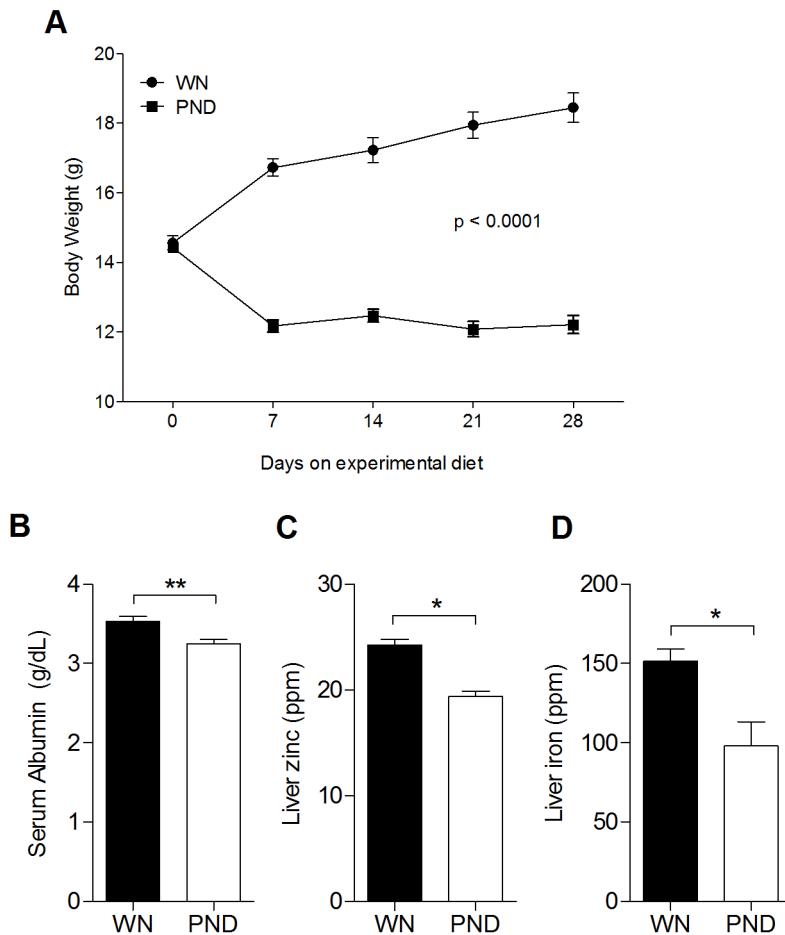 A
20
18
16
14
12
10
Body Weight (g)
WN
PND
p < 0.0001
0 7 14 21 28
Days on experimental diet
B
4
3
2
1
0
Serum Albumin (g/dL)
**
WN PND
C
30
20
10
0
Liver zinc (ppm)
*
WN PND
D
200
150
100
50
0
Liver iron (ppm)
*
WN PND